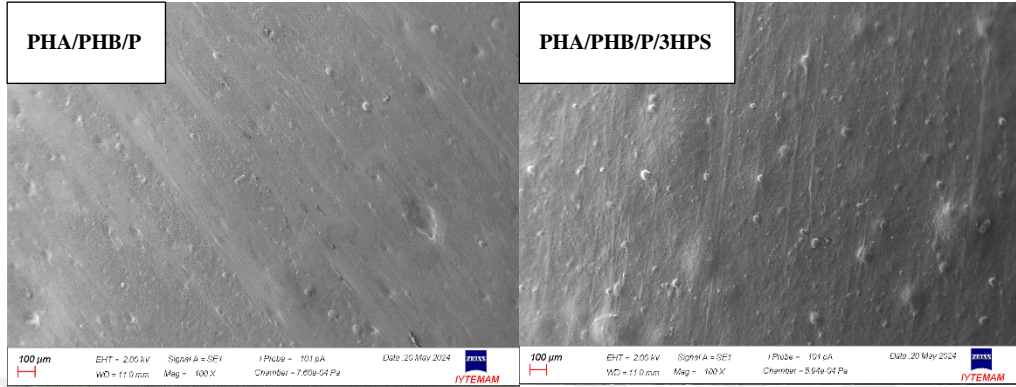 PHA/PHB/P
PHA/PHB/P/3HPS
100 µm
EHT = 2.00 kV
Signal A = SE1
I Probe = 101 pA
Date :20 May 2024
WD = 11.0 mm
Mag = 100 X
Chamber = 7.60e-04 Pa
ZEISS
IYTEMAM
100 µm
EHT = 2.00 kV
Signal A = SE1
I Probe = 101 pA
Date :20 May 2024
WD = 11.0 mm
Mag = 100 X
Chamber = 5.94e-04 Pa
ZEISS
IYTEMAM